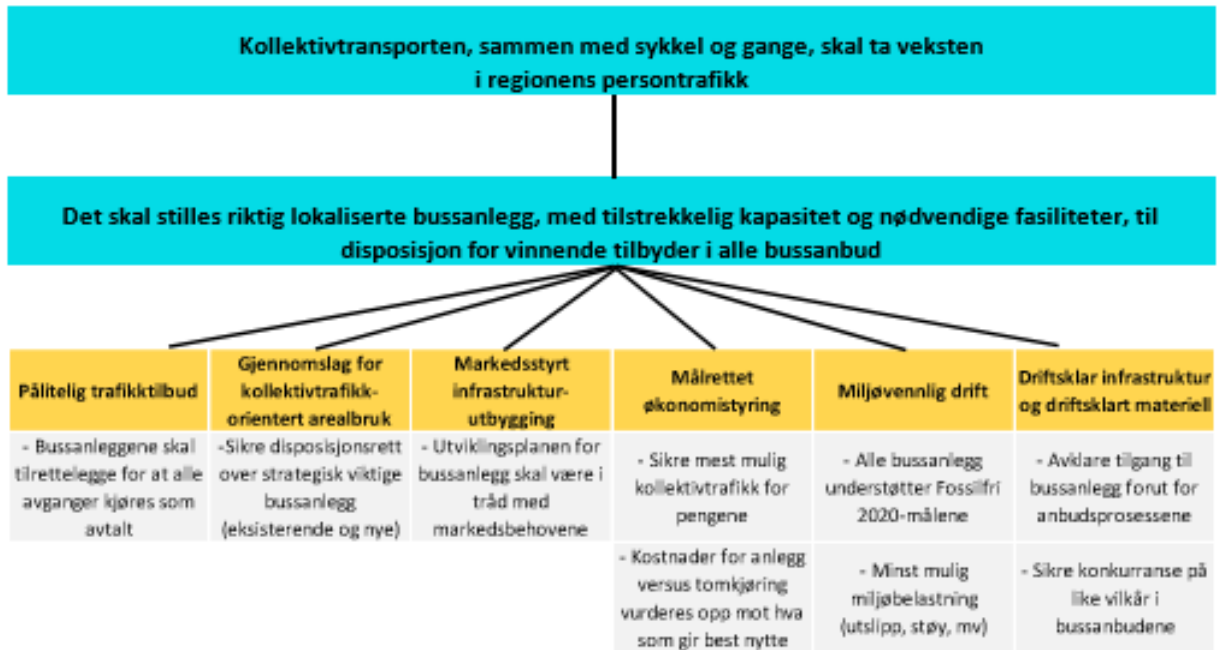 Kollektivtransporten, sammen med sykkel og gange, skal ta veksten
i regionens persontrafikk
Det skal stilles riktig lokaliserte bussanlegg, med tilstrekkelig kapasitet og nødvendige fasiliteter, til
disposisjon for vinnende tilbyder i alle bussanbud
Pålitelig trafikktilbud
- Bussanleggene skal
tilrettelegge for at alle
avganger kjøres som
avtalt
Gjennomslag for
kollektivtrafikk-
orientert arealbruk
-Sikre disposisjonsrett
over strategisk viktige
bussanlegg
(eksisterende og nye)
Markedsstyrt
infrastruktur-
utbygging
- Utviklingsplanen for
bussanlegg skal være i
tråd med
markedsbehovene
Målrettet
økonomistyring
- Sikre mest mulig
kollektivtrafikk for
pengene
- Kostnader for anlegg
versus tomkjøring
vurderes opp mot hva
som gir best nytte
Miljøvennlig drift
- Alle bussanlegg
understøtter Fossilfri
2020-målene
- Minst mulig
miljøbelastning
(utslipp, støy, mv)
Driftsklar infrastruktur
og driftsklart materiell
- Avklare tilgang til
bussanlegg forut for
anbudsprosessene
- Sikre konkurranse på
like vilkår i
bussanbudene